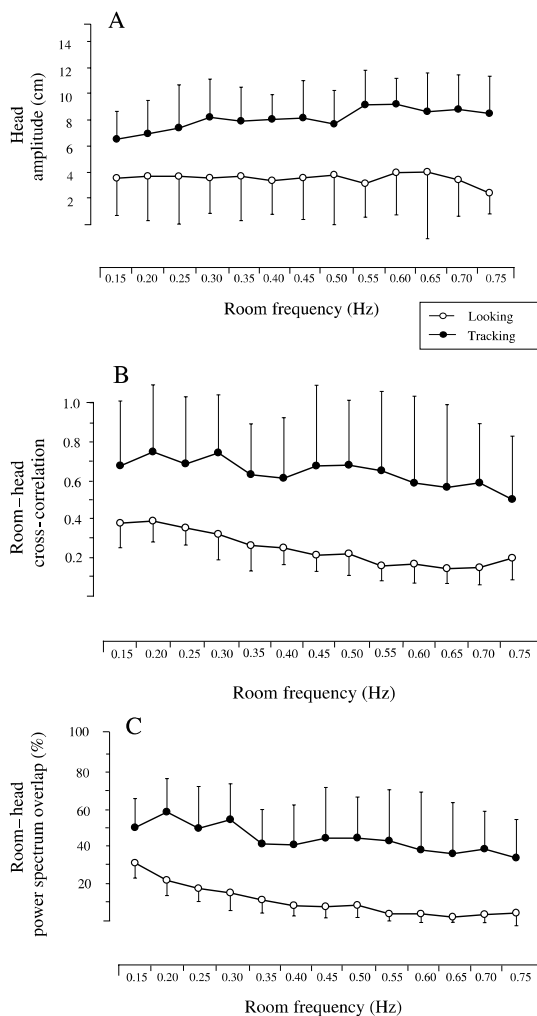 A
14
12
10
8
6
4
2
Head
amplitude (cm)
0.15 0.20 0.25 0.30 0.35 0.40 0.45 0.50 0.55 0.60 0.65 0.70 0.75
Room frequency (Hz)
Looking
Tracking
B
1.0
0.8
0.6
0.4
0.2
Room–head
cross-correlation
0.15 0.20 0.25 0.30 0.35 0.40 0.45 0.50 0.55 0.60 0.65 0.70 0.75
Room frequency (Hz)
C
100
80
60
40
20
Room–head
power spectrum overlap (%)
0.15 0.20 0.25 0.30 0.35 0.40 0.45 0.50 0.55 0.60 0.65 0.70 0.75
Room frequency (Hz)